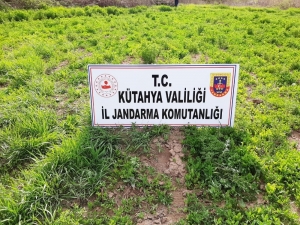 T.C.
KÜTAHYA VALİLİĞİ
İL JANDARMA KOMUTANLIĞI